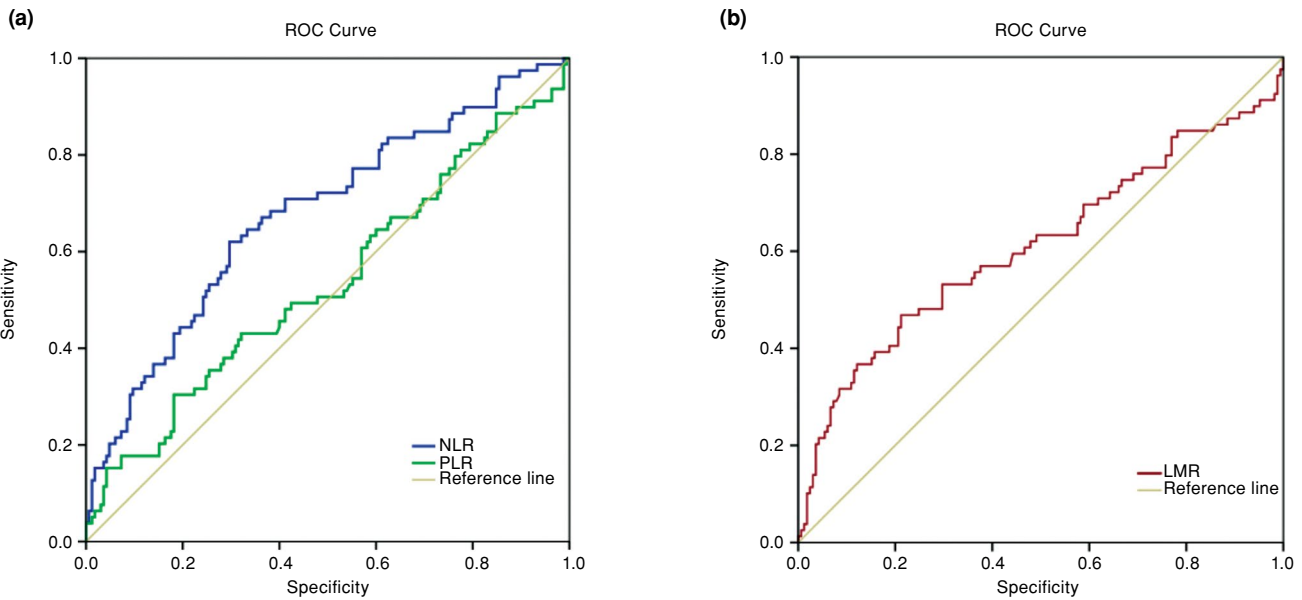 (a)
ROC Curve
1.0
0.8
0.6
0.4
0.2
0.0
Sensitivity
NLR
PLR
Reference line
0.0 0.2 0.4 0.6 0.8 1.0
Specificity
(b)
ROC Curve
1.0
0.8
0.6
0.4
0.2
0.0
Sensitivity
LMR
Reference line
0.0 0.2 0.4 0.6 0.8 1.0
Specificity